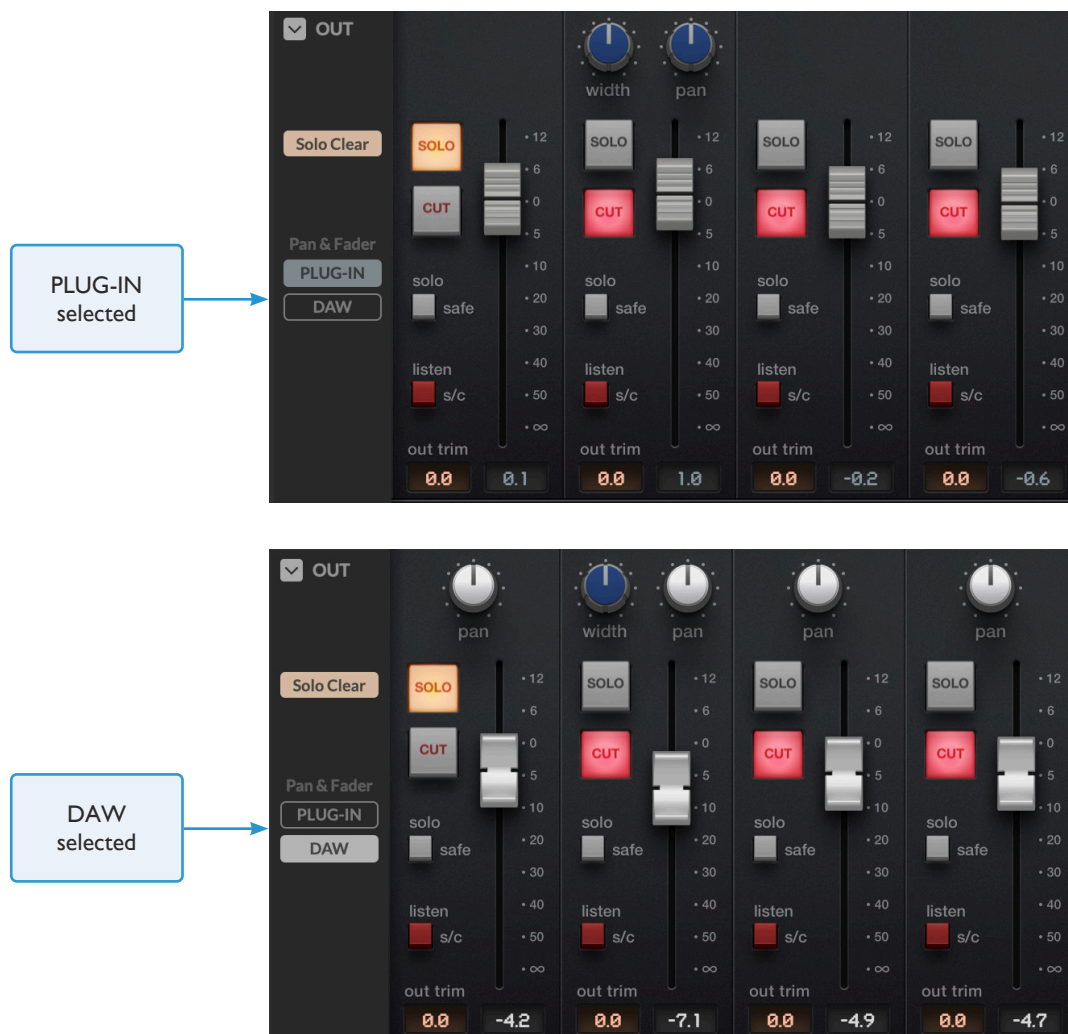 OUT
width pan
Solo Clear
SOLO SOLO SOLO SOLO
12 12 12 12
6 6 6 6
CUT CUT CUT CUT
0 0 0 0
5 5 5 5
Pan & Fader
PLUG-IN
selected
PLUG-IN
DAW
10 10 10 10
solo solo solo solo
safe safe safe safe
20 20 20 20
30 30 30 30
listen listen listen listen
40 40 40 40
s/c s/c s/c s/c
50 50 50 50
∞ ∞ ∞ ∞
out trim out trim out trim out trim
0.0 0.1 0.0 1.0 0.0 -0.2 0.0 -0.6
OUT
pan width pan pan pan
Solo Clear
SOLO SOLO SOLO SOLO
12 12 12 12
6 6 6 6
CUT CUT CUT CUT
0 0 0 0
5 5 5 5
Pan & Fader
PLUG-IN
DAW
DAW
selected
10 10 10 10
solo solo solo solo
safe safe safe safe
20 20 20 20
30 30 30 30
listen listen listen listen
40 40 40 40
s/c s/c s/c s/c
50 50 50 50
∞ ∞ ∞ ∞
out trim out trim out trim out trim
0.0 -4.2 0.0 -7.1 0.0 -4.9 0.0 -4.7